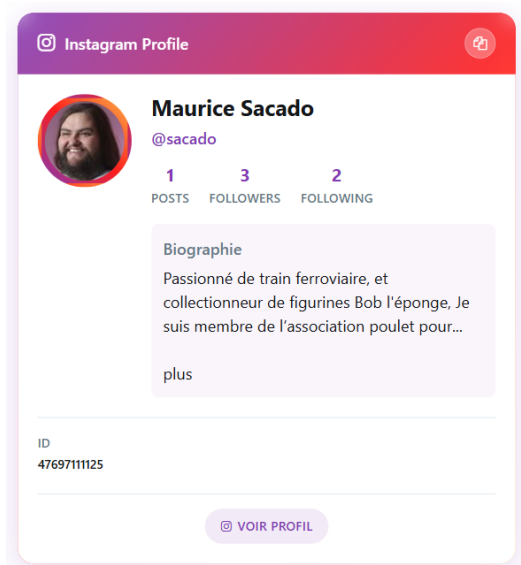 Instagram Profile
Maurice Sacado
@sacado
1 3 2
POSTS FOLLOWERS FOLLOWING
Biographie
Passionné de train ferroviaire, et
collectionneur de figurines Bob l'éponge, Je
suis membre de l’association poulet pour...
plus
ID
47697111125
VOIR PROFIL